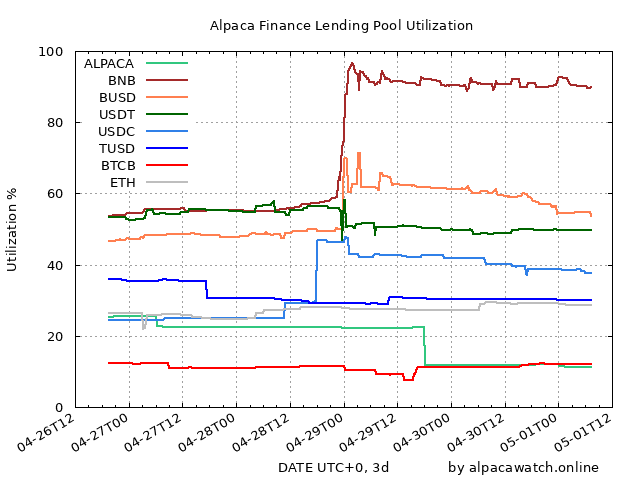 Alpaca Finance Lending Pool Utilization
100
80
60
40
20
0
Utilization %
ALPACA
BNB
BUSD
USDT
USDC
TUSD
BTCB
ETH
04-26T12
04-27T00
04-27T12
04-28T00
04-28T12
04-29T00
04-29T12
04-30T00
04-30T12
05-01T00
05-01T12
DATE UTC+0, 3d
by alpacawatch.online